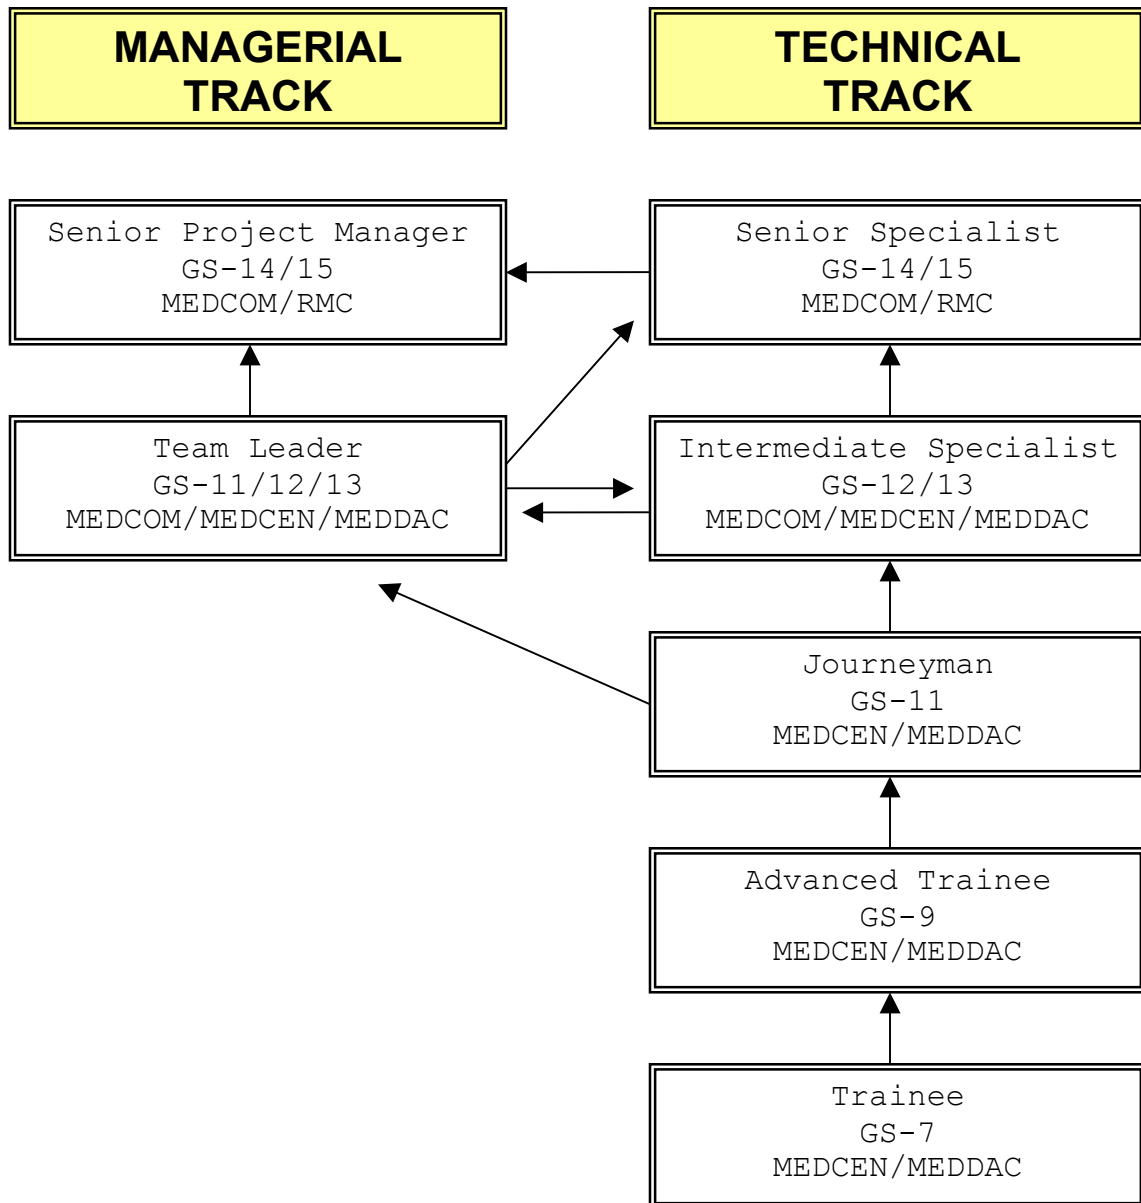 MANAGERIAL
TRACK
TECHNICAL
TRACK
Senior Project Manager
GS-14/15
MEDCOM/RMC
Senior Specialist
GS-14/15
MEDCOM/RMC
Team Leader
GS-11/12/13
MEDCOM/MEDCEN/MEDDAC
Intermediate Specialist
GS-12/13
MEDCOM/MEDCEN/MEDDAC
Journeyman
GS-11
MEDCEN/MEDDAC
Advanced Trainee
GS-9
MEDCEN/MEDDAC
Trainee
GS-7
MEDCEN/MEDDAC